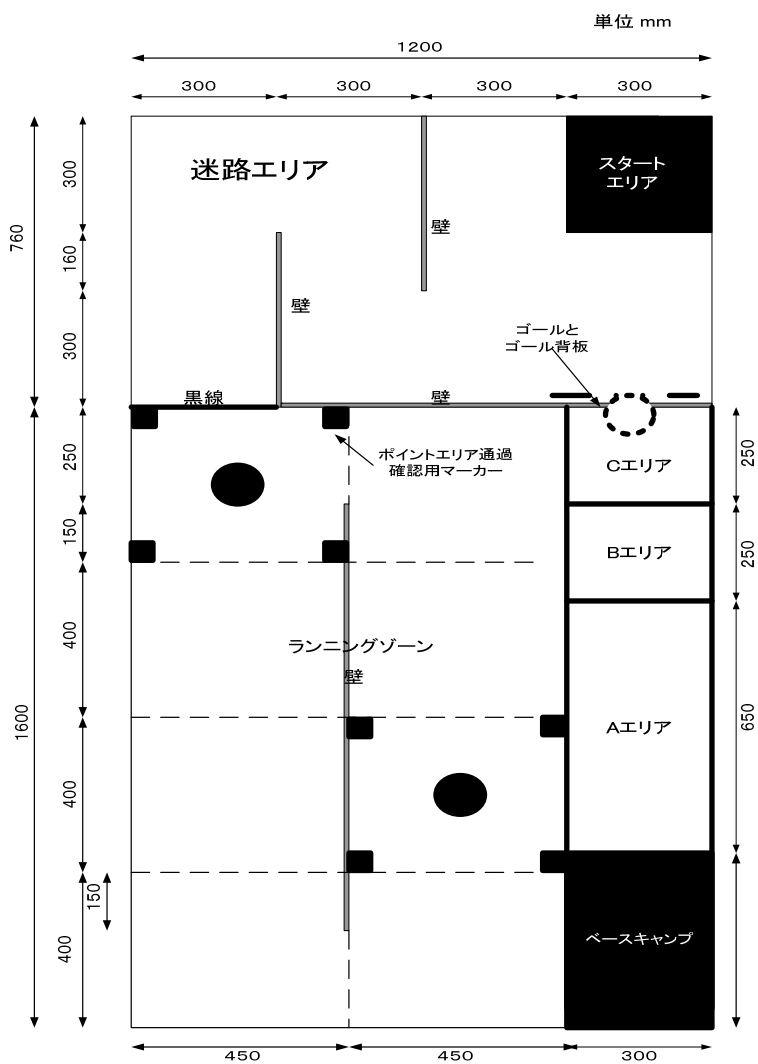 単位 mm
1200
300
300
300
300
迷路エリア
スタート
エリア
300
760
160
300
壁
壁
ゴールと
ゴール背板
黒線
壁
250
ポイントエリア通過
確認用マーカー
Cエリア
250
150
Bエリア
250
400
ランニングゾーン
壁
1600
Aエリア
650
400
150
400
ベースキャンプ
450
450
300